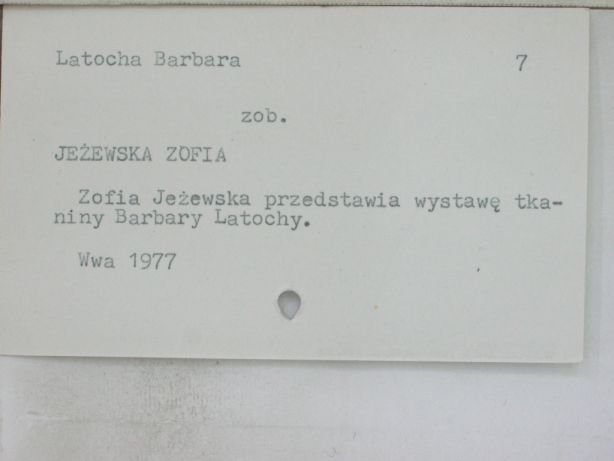 Latocha Barbara 7
zob.
JEŻEWSKA ZOFIA
Zofia Jeżewska przedstawia wystawę tka-
niny Barbary Latochy.
Wwa 1977